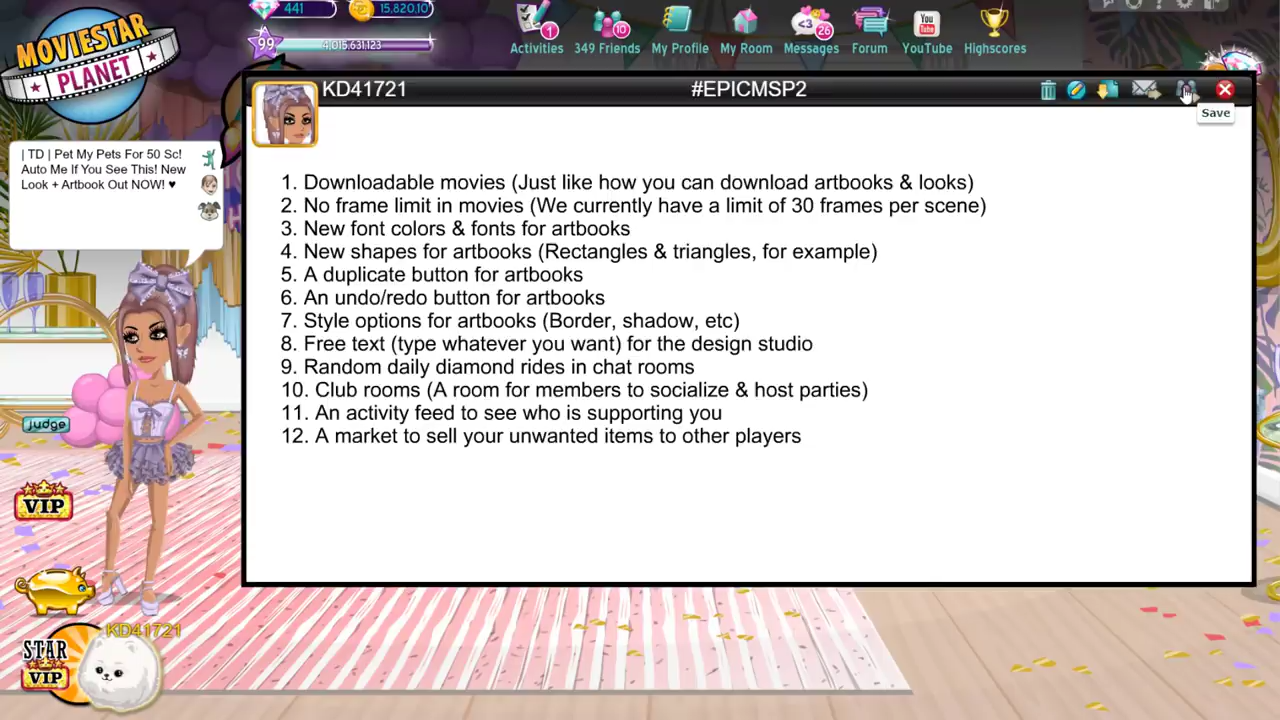 MOVIESTAR
PLANET
441
15,820,10
99
4,015,631,123
1
10
<3
26
You
Tube
Activities
349 Friends
My Profile
My Room
Messages
Forum
YouTube
Highscores
KD41721
#EPICMSP2
Save
| TD | Pet My Pets For 50 Sc!
Auto Me If You See This! New
Look + Artbook Out NOW! ♥
1. Downloadable movies (Just like how you can download artbooks & looks)
2. No frame limit in movies (We currently have a limit of 30 frames per scene)
3. New font colors & fonts for artbooks
4. New shapes for artbooks (Rectangles & triangles, for example)
5. A duplicate button for artbooks
6. An undo/redo button for artbooks
7. Style options for artbooks (Border, shadow, etc)
8. Free text (type whatever you want) for the design studio
9. Random daily diamond rides in chat rooms
10. Club rooms (A room for members to socialize & host parties)
11. An activity feed to see who is supporting you
12. A market to sell your unwanted items to other players
judge
VIP
KD41721
STAR
VIP